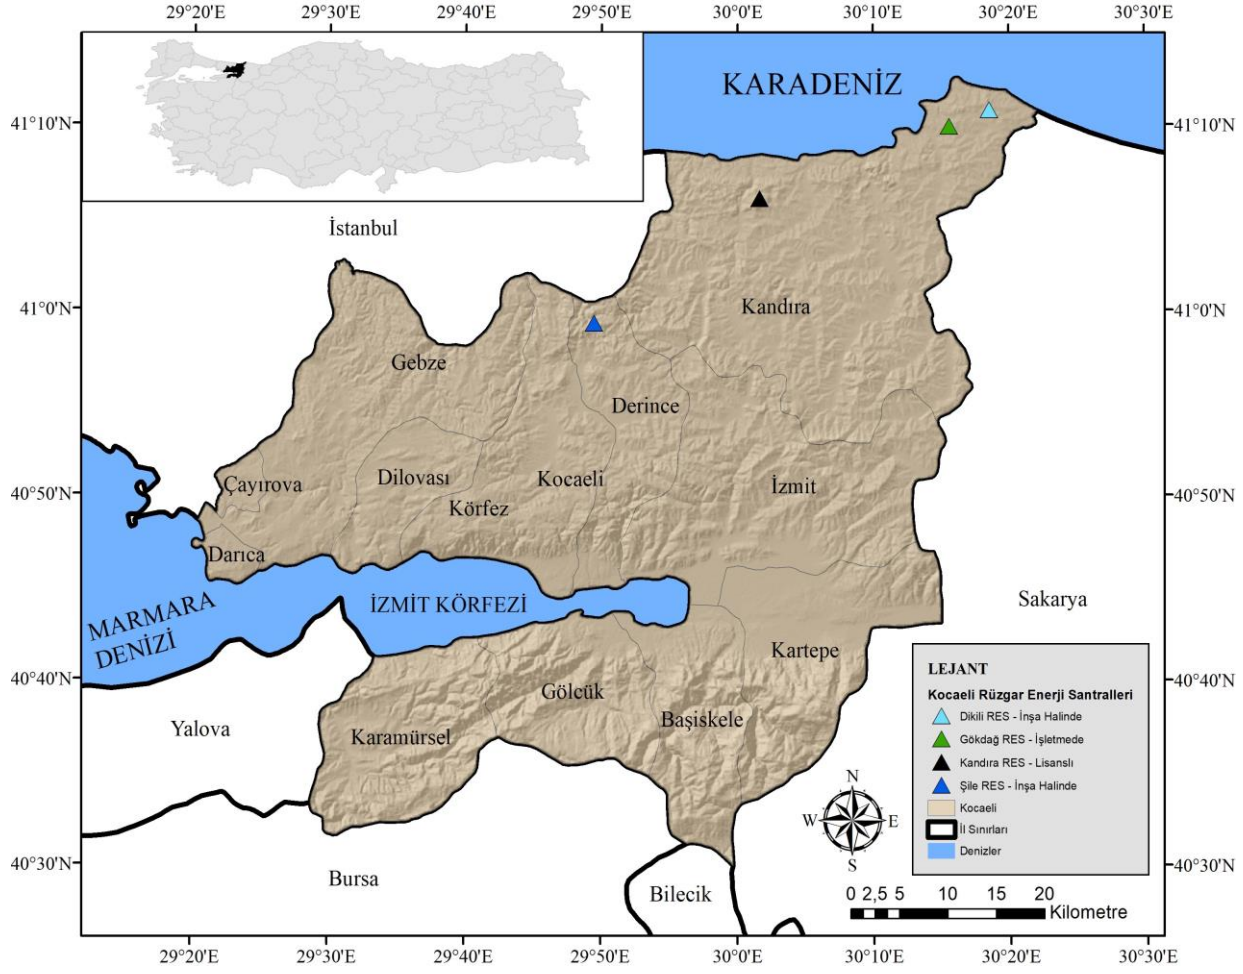 29°20'E 29°30'E 29°40'E 29°50'E 30°0'E 30°10'E 30°20'E 30°30'E
KARADENİZ
41°10'N 41°10'N
İstanbul
41°0'N 41°0'N
Kandıra
Gebze
Derince
Çayırova Dilovası Kocaeli İzmit
40°50'N 40°50'N
Körfez
Darıca
MARMARA
DENİZİ
İZMİT KÖRFEZİ
Sakarya
Kartepe
40°40'N 40°40'N
Gölcük
Başiskele
Yalova
Karamürsel
LEJANT
Kocaeli Rüzgar Enerji Santralleri
Dikili RES - İnşa Halinde
Gökdağ RES - İşletmede
Kandıra RES - Lisanslı
Şile RES - İnşa Halinde
Kocaeli
İl Sınırları
Denizler
N
W E
S
40°30'N 40°30'N
Bursa
Bilecik
0 2,5 5 10 15 20
Kilometre
29°20'E 29°30'E 29°40'E 29°50'E 30°0'E 30°10'E 30°20'E 30°30'E